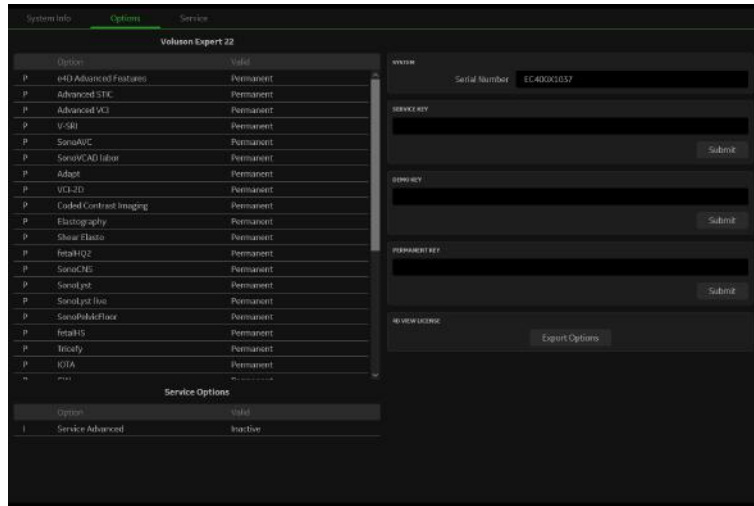 System Info Options Service
Voluson Expert 22
Option Valid
P e4D Advanced Features Permanent
P Advanced STIC Permanent
P Advanced VCI Permanent
P V-SRI Permanent
P SonoAVC Permanent
P SonoVCAD labor Permanent
P Adapt Permanent
P VCI-2D Permanent
P Coded Contrast Imaging Permanent
P Elastography Permanent
P Shear Elasto Permanent
P fetalHQ2 Permanent
P SonoCNS Permanent
P SonoLyst Permanent
P SonoLyst live Permanent
P SonoPelvicFloor Permanent
P fetalHS Permanent
P Tricefy Permanent
P IOTA Permanent
Service Options
Option Valid
I Service Advanced Inactive
SYSTEM
Serial Number EC400X1037
SERVICE KEY
Submit
DEMO KEY
Submit
PERMANENT KEY
Submit
4D VIEW LICENSE
Export Options